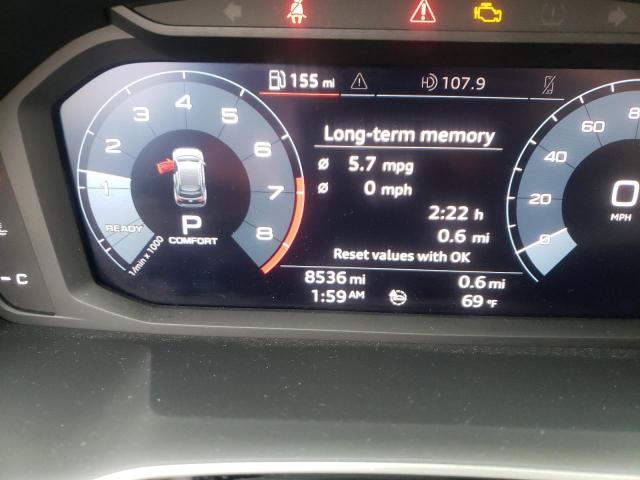 155 mi
107.9
Long-term memory
ø 5.7 mpg
ø 0 mph
2:22 h
0.6 mi
Reset values with OK
8536 mi
0.6 mi
1:59 AM
69 °F
1
2
3
4
5
6
7
8
READY
P
COMFORT
1/min x 1000
0
20
40
60
80
0
MPH
C